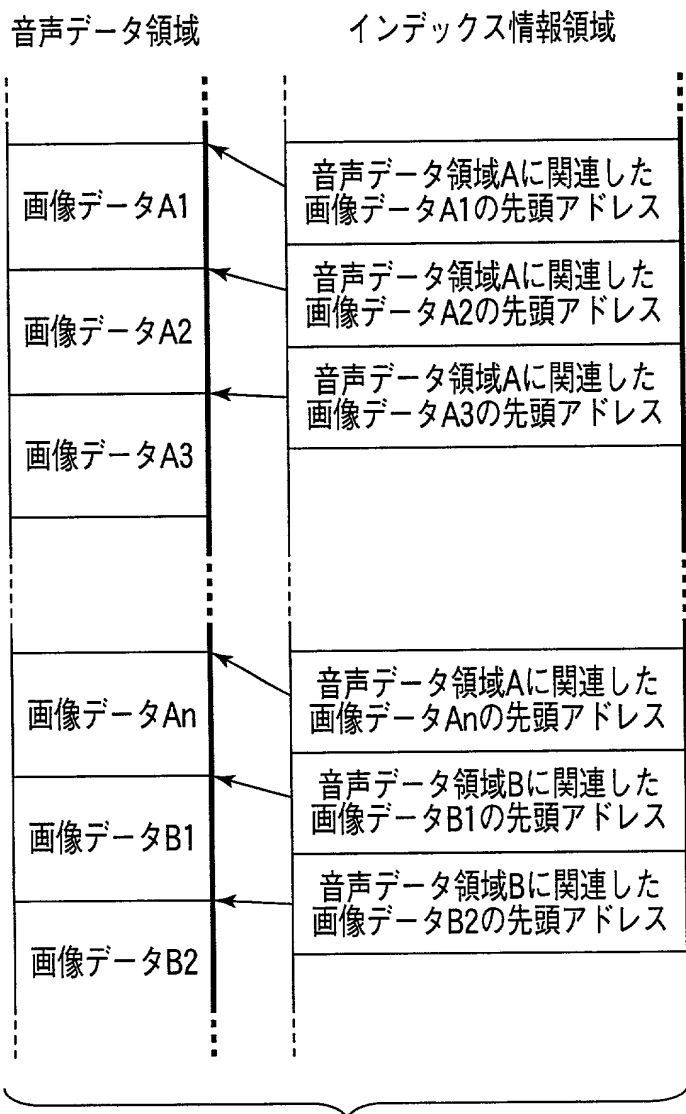 音声データ領域
インデックス情報領域
画像データA1
音声データ領域Aに関連した
画像データA1の先頭アドレス
画像データA2
音声データ領域Aに関連した
画像データA2の先頭アドレス
画像データA3
音声データ領域Aに関連した
画像データA3の先頭アドレス
画像データAn
音声データ領域Aに関連した
画像データAnの先頭アドレス
画像データB1
音声データ領域Bに関連した
画像データB1の先頭アドレス
画像データB2
音声データ領域Bに関連した
画像データB2の先頭アドレス